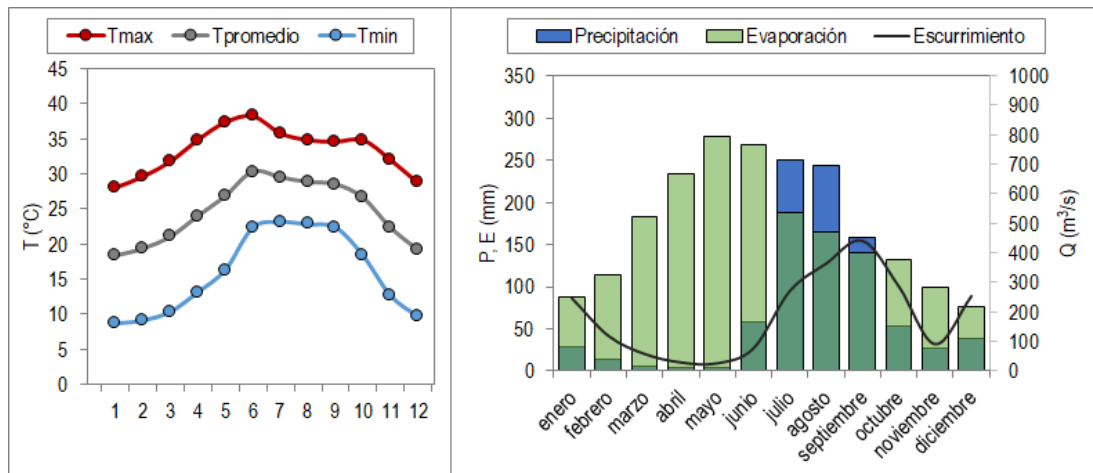 Tmax Tpromedio Tmin
45
40
35
30
25
20
15
10
5
0
T (°C)
1 2 3 4 5 6 7 8 9 10 11 12
Precipitación Evaporación Escurrimiento
350
300
250
200
150
100
50
0
P, E (mm)
1000
900
800
700
600
500
400
300
200
100
0
Q (m³/s)
enero
febrero
marzo
abril
mayo
junio
julio
agosto
septiembre
octubre
noviembre
diciembre